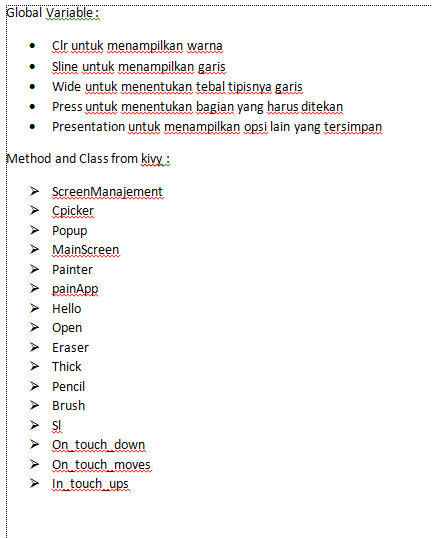 Global Variable :
• Clr untuk menampilkan warna
• Sline untuk menampilkan garis
• Wide untuk menentukan tebal tipisnya garis
• Press untuk menentukan bagian yang harus ditekan
• Presentation untuk menampilkan opsi lain yang tersimpan
Method and Class from kivy :
➢ ScreenManajement
➢ Cpicker
➢ Popup
➢ MainScreen
➢ Painter
➢ painApp
➢ Hello
➢ Open
➢ Eraser
➢ Thick
➢ Pencil
➢ Brush
➢ Sl
➢ On_touch_down
➢ On_touch_moves
➢ In_touch_ups